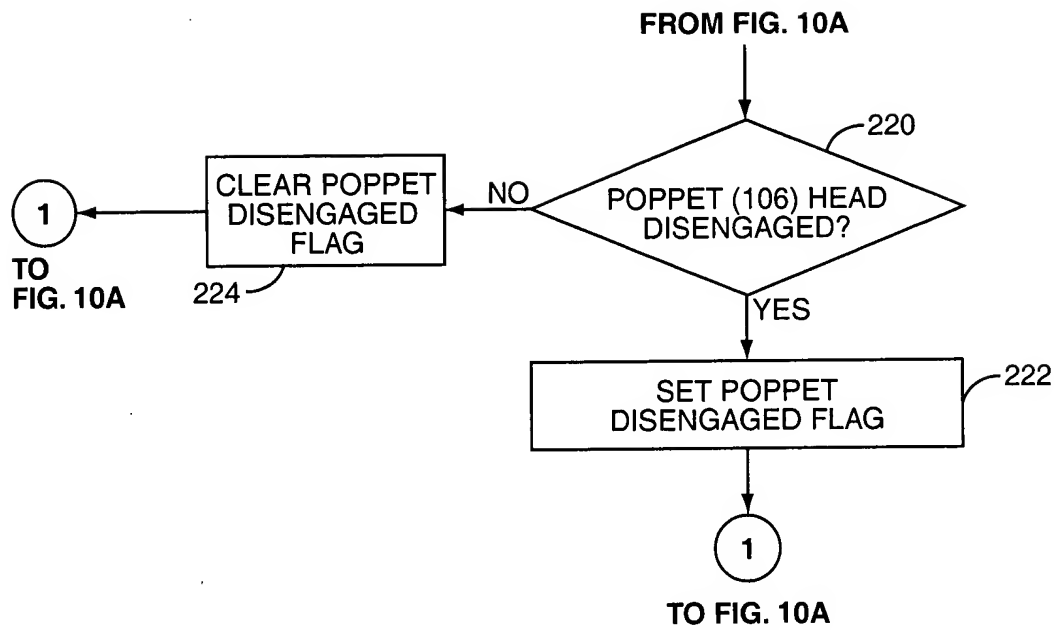 FROM FIG. 10A
220
POPPET (106) HEAD
DISENGAGED?
NO
CLEAR POPPET
DISENGAGED
FLAG
224
1
TO
FIG. 10A
YES
SET POPPET
DISENGAGED FLAG
222
1
TO FIG. 10A